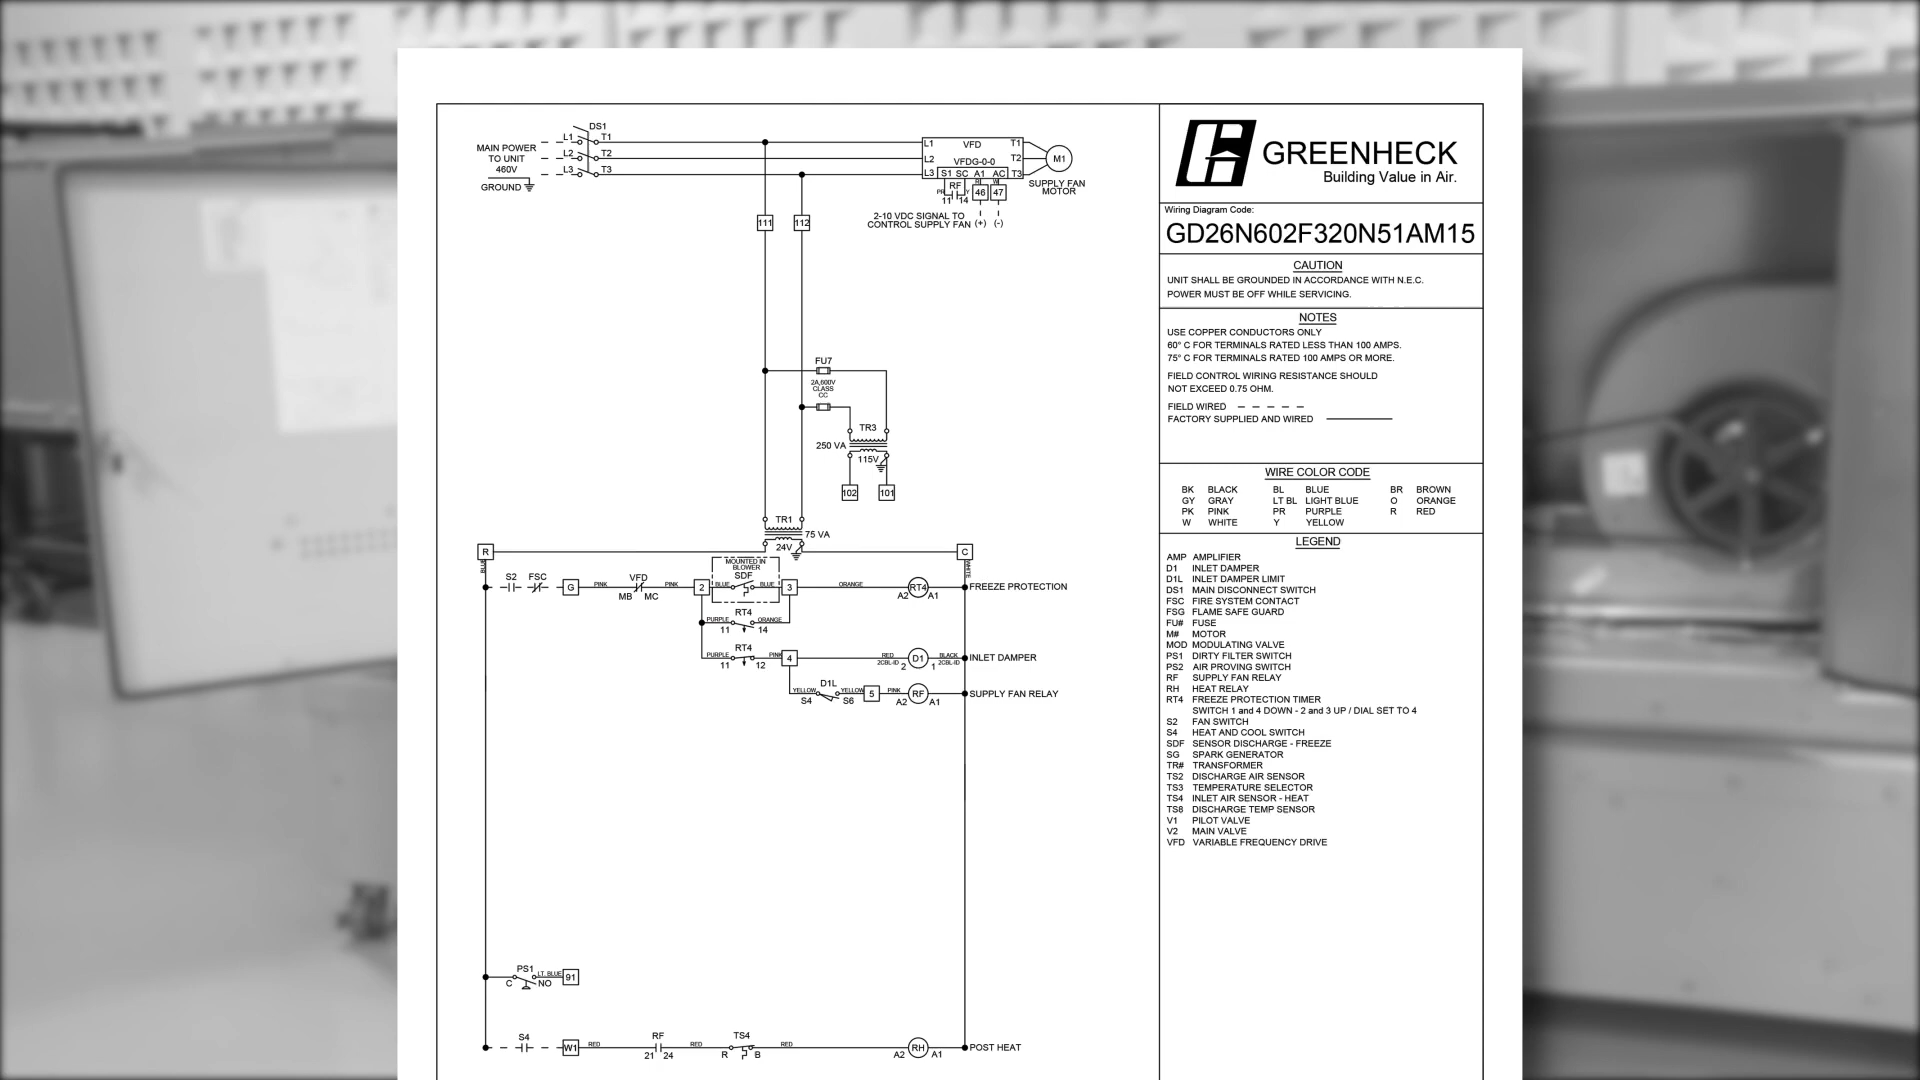 DS1
L1 T1
L2 T2
L3 T3
MAIN POWER
TO UNIT
460V
GROUND
L1 VFD T1
L2 VFDG-0-0 T2
L3 S1 SC A1 AC T3
M1
SUPPLY FAN
MOTOR
PR RF Y R W
11 14 46 47
2-10 VDC SIGNAL TO
CONTROL SUPPLY FAN (+) (-)
111 112
FU7
2A,600V
CLASS
CC
TR3
250 VA
115V
102 101
TR1
75 VA
24V
R C
BLUE WHITE
MOUNTED IN
BLOWER
SDF
S2 FSC G PINK VFD PINK 2 BLUE BLUE 3 ORANGE RT4 FREEZE PROTECTION
MB MC A2 A1
RT4
PURPLE ORANGE
11 14
RT4
PURPLE PINK 4 RED D1 BLACK INLET DAMPER
11 12 2CBL-ID 2 1 2CBL-ID
D1L
YELLOW YELLOW 5 PINK RF SUPPLY FAN RELAY
S4 S6 A2 A1
PS1 LT. BLUE 91
C NO
S4 W1 RED RF RED TS4 RED RH POST HEAT
21 24 R B A2 A1
GREENHECK
Building Value in Air.
Wiring Diagram Code:
GD26N602F320N51AM15
CAUTION
UNIT SHALL BE GROUNDED IN ACCORDANCE WITH N.E.C.
POWER MUST BE OFF WHILE SERVICING.
NOTES
USE COPPER CONDUCTORS ONLY
60° C FOR TERMINALS RATED LESS THAN 100 AMPS.
75° C FOR TERMINALS RATED 100 AMPS OR MORE.
FIELD CONTROL WIRING RESISTANCE SHOULD
NOT EXCEED 0.75 OHM.
FIELD WIRED
FACTORY SUPPLIED AND WIRED
WIRE COLOR CODE
BK BLACK BL BLUE BR BROWN
GY GRAY LT BL LIGHT BLUE O ORANGE
PK PINK PR PURPLE R RED
W WHITE Y YELLOW
LEGEND
AMP AMPLIFIER
D1 INLET DAMPER
D1L INLET DAMPER LIMIT
DS1 MAIN DISCONNECT SWITCH
FSC FIRE SYSTEM CONTACT
FSG FLAME SAFE GUARD
FU# FUSE
M# MOTOR
MOD MODULATING VALVE
PS1 DIRTY FILTER SWITCH
PS2 AIR PROVING SWITCH
RF SUPPLY FAN RELAY
RH HEAT RELAY
RT4 FREEZE PROTECTION TIMER
SWITCH 1 and 4 DOWN - 2 and 3 UP / DIAL SET TO 4
S2 FAN SWITCH
S4 HEAT AND COOL SWITCH
SDF SENSOR DISCHARGE - FREEZE
SG SPARK GENERATOR
TR# TRANSFORMER
TS2 DISCHARGE AIR SENSOR
TS3 TEMPERATURE SELECTOR
TS4 INLET AIR SENSOR - HEAT
TS8 DISCHARGE TEMP SENSOR
V1 PILOT VALVE
V2 MAIN VALVE
VFD VARIABLE FREQUENCY DRIVE